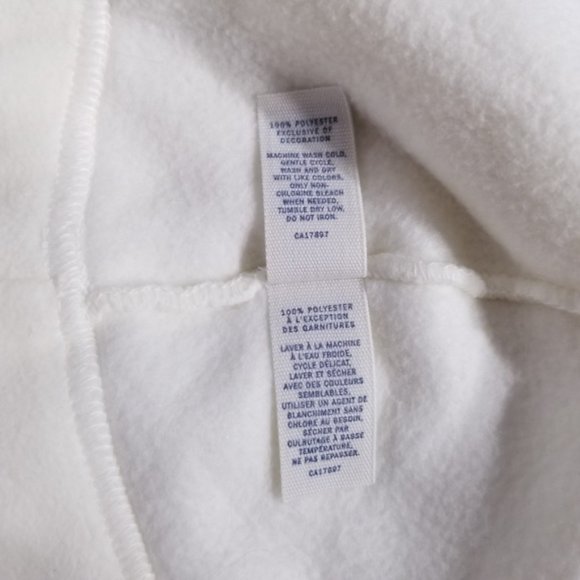 100% POLYESTER
EXCLUSIVE OF
DECORATION
MACHINE WASH COLD,
GENTLE CYCLE,
WASH AND DRY
WITH LIKE COLORS,
ONLY NON-
CHLORINE BLEACH
WHEN NEEDED,
TUMBLE DRY LOW,
DO NOT IRON.
CA17897
100% POLYESTER
À L'EXCEPTION
DES GARNITURES
LAVER À LA MACHINE
À L'EAU FROIDE,
CYCLE DÉLICAT,
LAVER ET SÉCHER
AVEC DES COULEURS
SEMBLABLES,
UTILISER UN AGENT DE
BLANCHIMENT SANS
CHLORE AU BESOIN,
SÉCHER PAR
CULBUTAGE À BASSE
TEMPÉRATURE,
NE PAS REPASSER.
CA17897